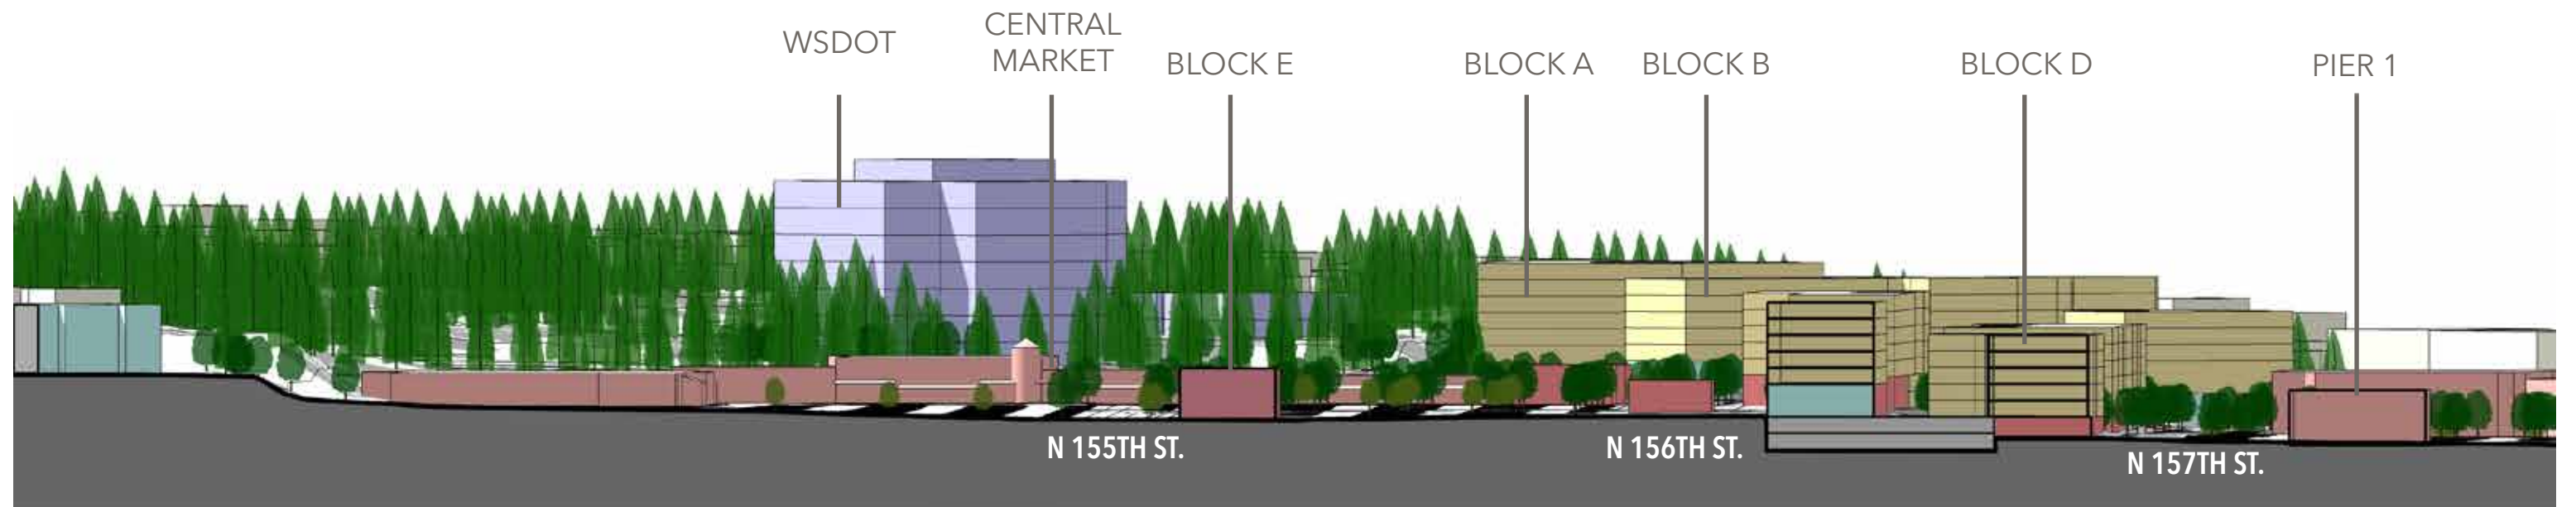 WSDOT
CENTRAL
MARKET
BLOCK E
BLOCK A
BLOCK B
BLOCK D
PIER 1
N 155TH ST.
N 156TH ST.
N 157TH ST.